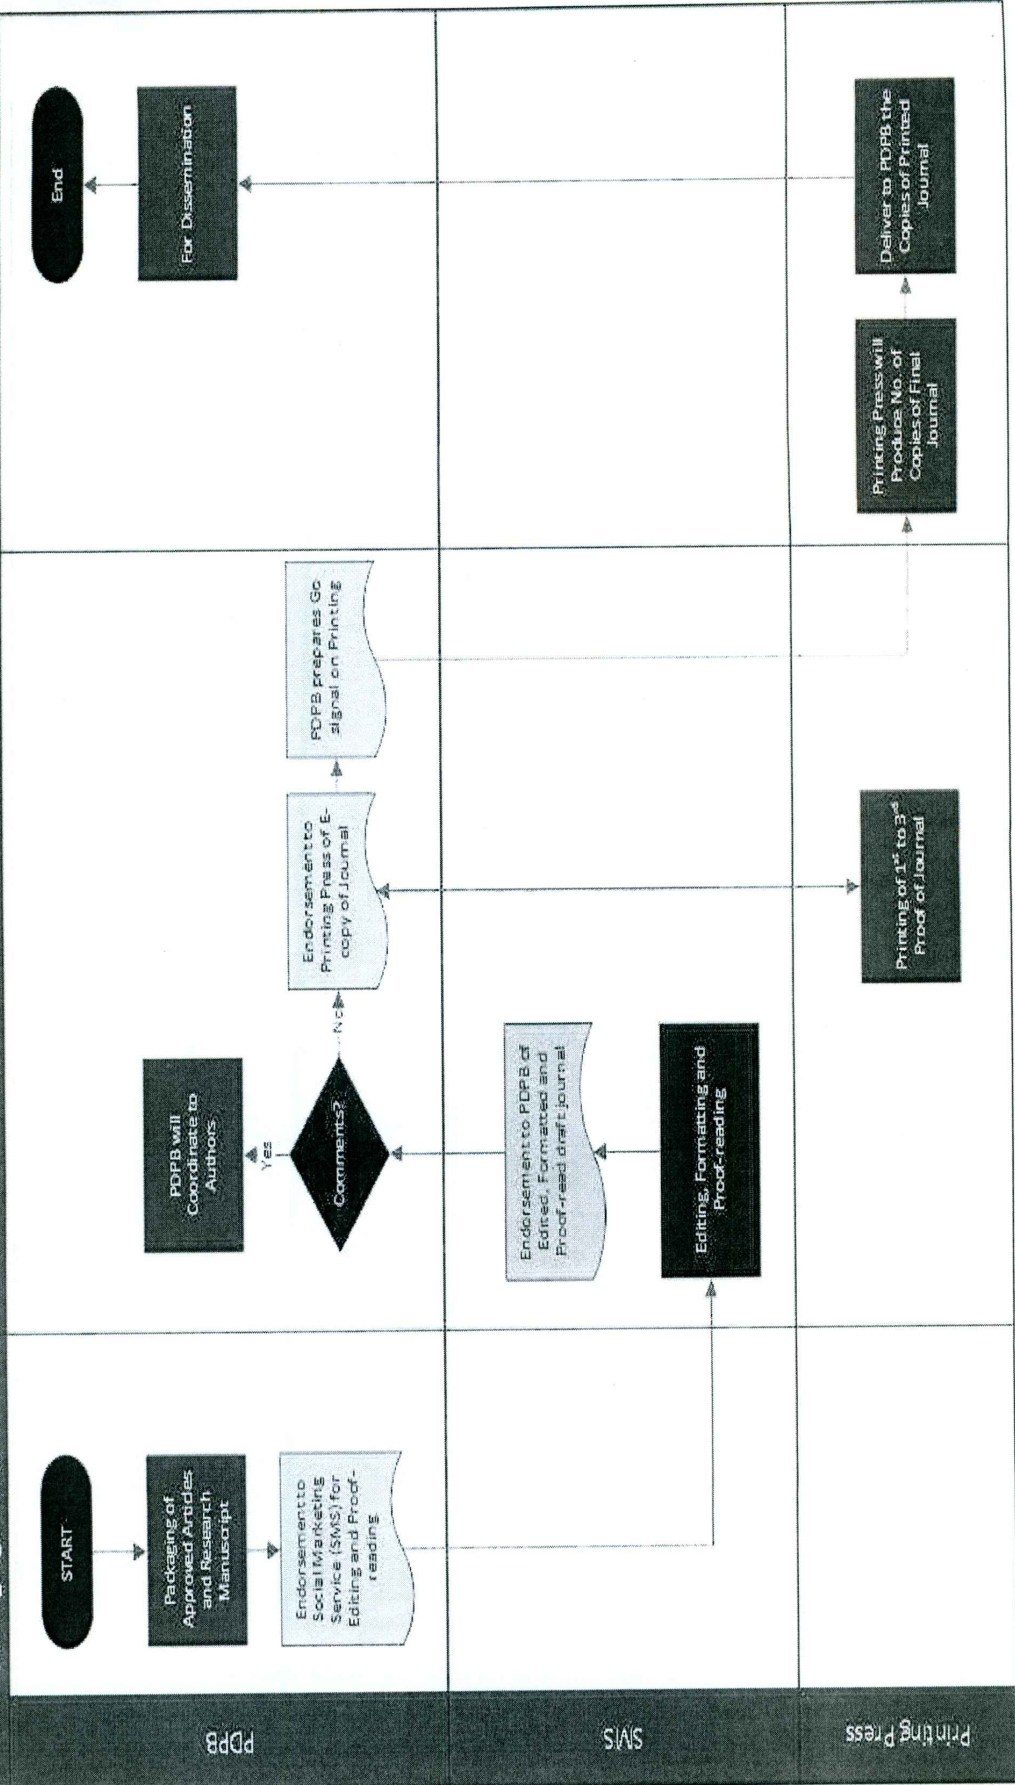 PDPB
START
Packaging of
Approved Articles
and Research
Manuscript
Endorsement to
Social Marketing
Service (SMS) for
Editing and Proof-
reading
PDPB will
Coordinate to
Authors
Yes
Comments?
No
Endorsement to
Printing Press of E-
copy of Journal
PDPB prepares Go
signal on Printing
For Dissemination
End
SMS
Endorsement to PDPB of
Edited, Formatted and
Proof-read draft journal
Editing, Formatting and
Proof-reading
Printing Press
Printing of 1st to 3rd
Proof of Journal
Printing Press will
Produce No. of
Copies of Final
Journal
Deliver to PDPB the
Copies of Printed
Journal